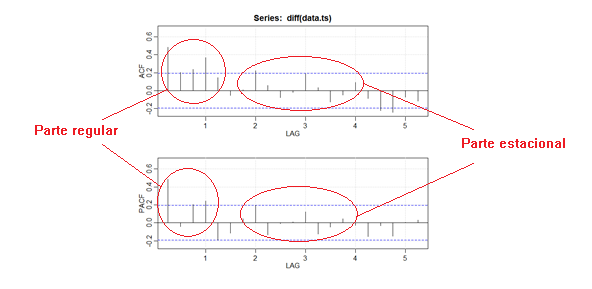 Series: diff(data.ts)
ACF
-0.2 0.0 0.2 0.4 0.6
1 2 3 4 5
LAG
Parte regular
Parte estacional
PACF
-0.2 0.0 0.2 0.4 0.6
1 2 3 4 5
LAG